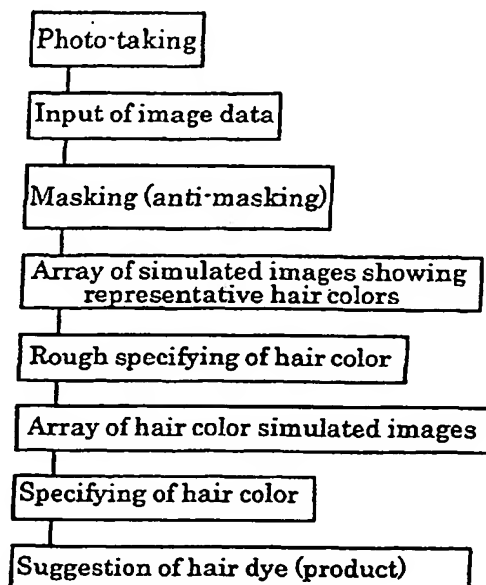 Photo-taking
Input of image data
Masking (anti-masking)
Array of simulated images showing
representative hair colors
Rough specifying of hair color
Array of hair color simulated images
Specifying of hair color
Suggestion of hair dye (product)